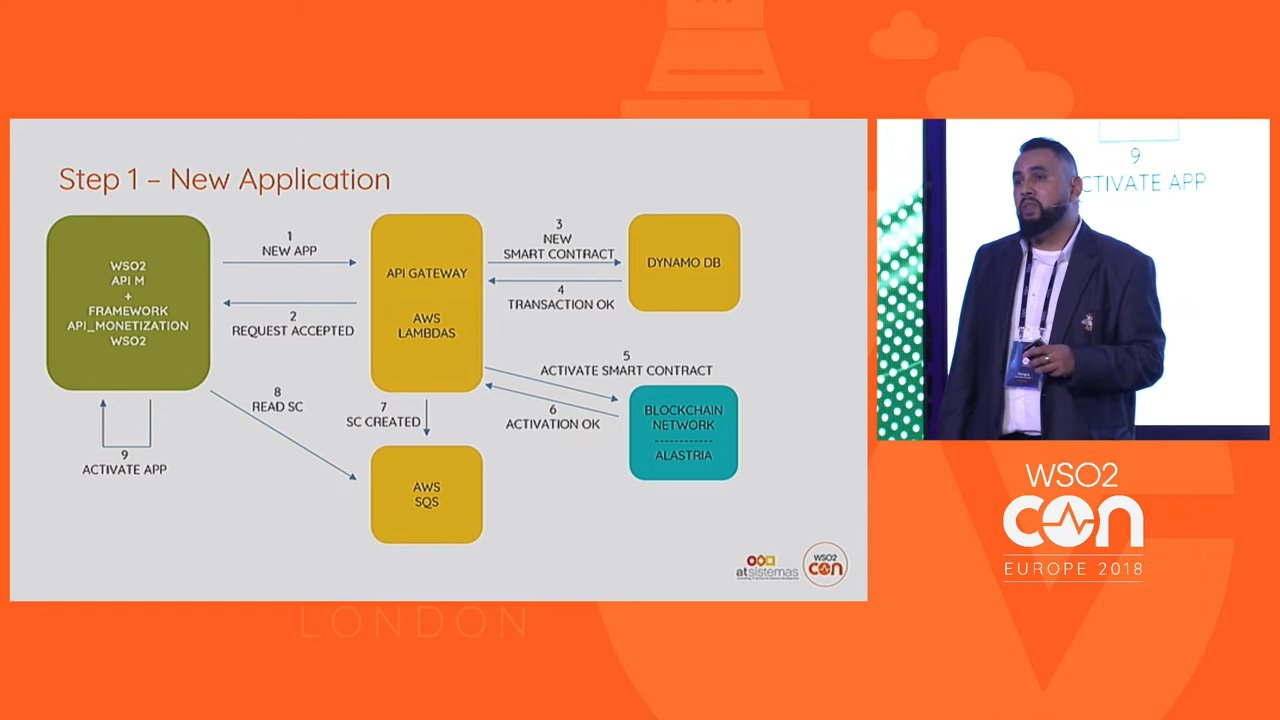 Step 1 – New Application
WSO2
API M
+
FRAMEWORK
API_MONETIZATION
WSO2
1
NEW APP
2
REQUEST ACCEPTED
API GATEWAY
AWS
LAMBDAS
3
NEW
SMART CONTRACT
4
TRANSACTION OK
DYNAMO DB
5
ACTIVATE SMART CONTRACT
6
ACTIVATION OK
BLOCKCHAIN
NETWORK
------------
ALASTRIA
7
SC CREATED
8
READ SC
9
ACTIVATE APP
AWS
SQS
atsistemas
WSO2
CON
9
CTIVATE APP
WSO2
CON
EUROPE 2018
LONDON